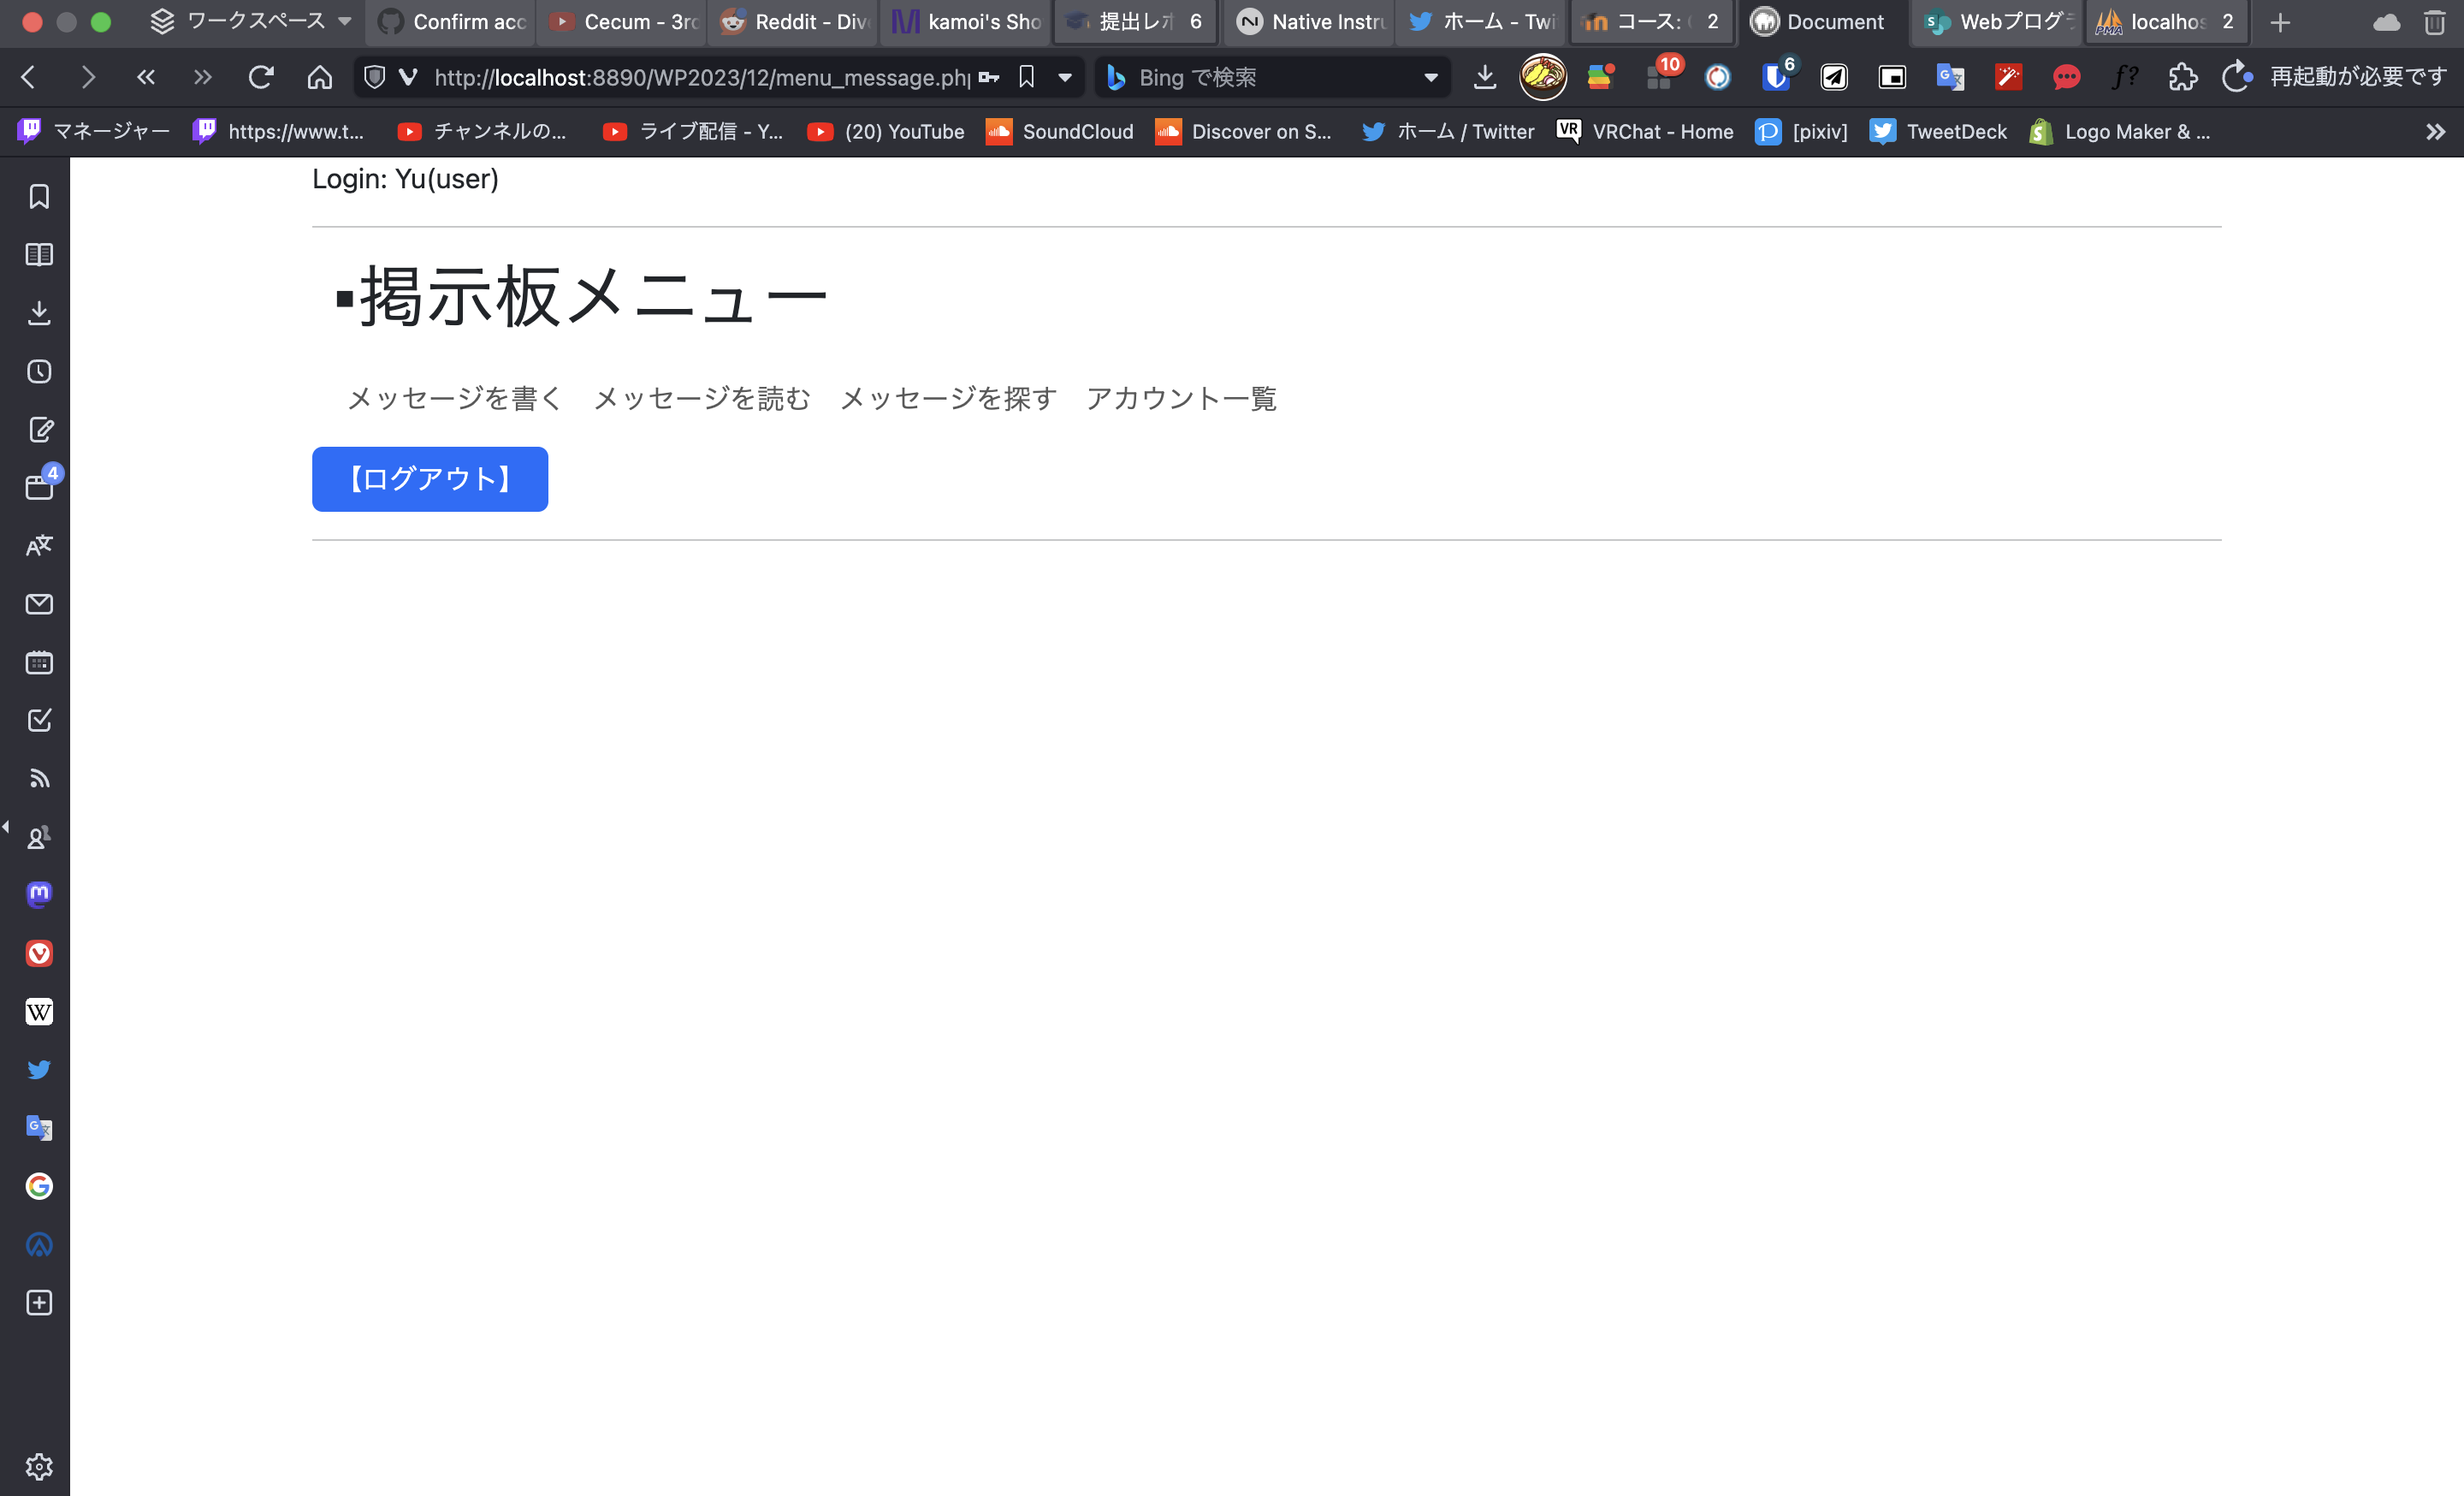 ワークスペース Confirm acc Cecum - 3rd Reddit - Div kamoi's Sho 提出レポ 6 Native Instru ホーム - Twi コース: 2 Document Webプログラ localhos 2
http://localhost:8890/WP2023/12/menu_message.php Bing で検索 10 6 再起動が必要です
マネージャー https://www.t... チャンネルの... ライブ配信 - Y... (20) YouTube SoundCloud Discover on S... ホーム / Twitter VRChat - Home [pixiv] TweetDeck Logo Maker & ...
Login: Yu(user)
▪掲示板メニュー
メッセージを書く メッセージを読む メッセージを探す アカウント一覧
【ログアウト】
4